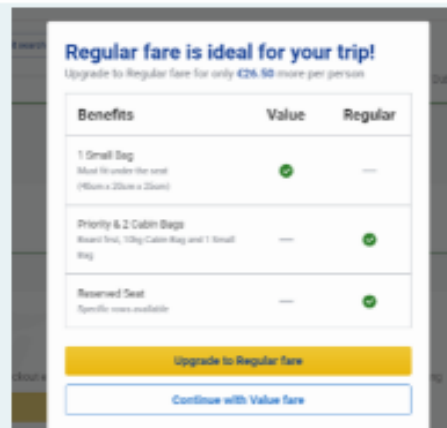 Regular fare is ideal for your trip!
Upgrade to Regular fare for only €26.50 more per person
Benefits Value Regular
1 Small Bag
Must fit under the seat
(40cm x 20cm x 25cm)
Priority & 2 Cabin Bags
Board first, 10kg Cabin Bag and 1 Small
Bag
Reserved Seat
Specific rows available
Upgrade to Regular fare
Continue with Value fare